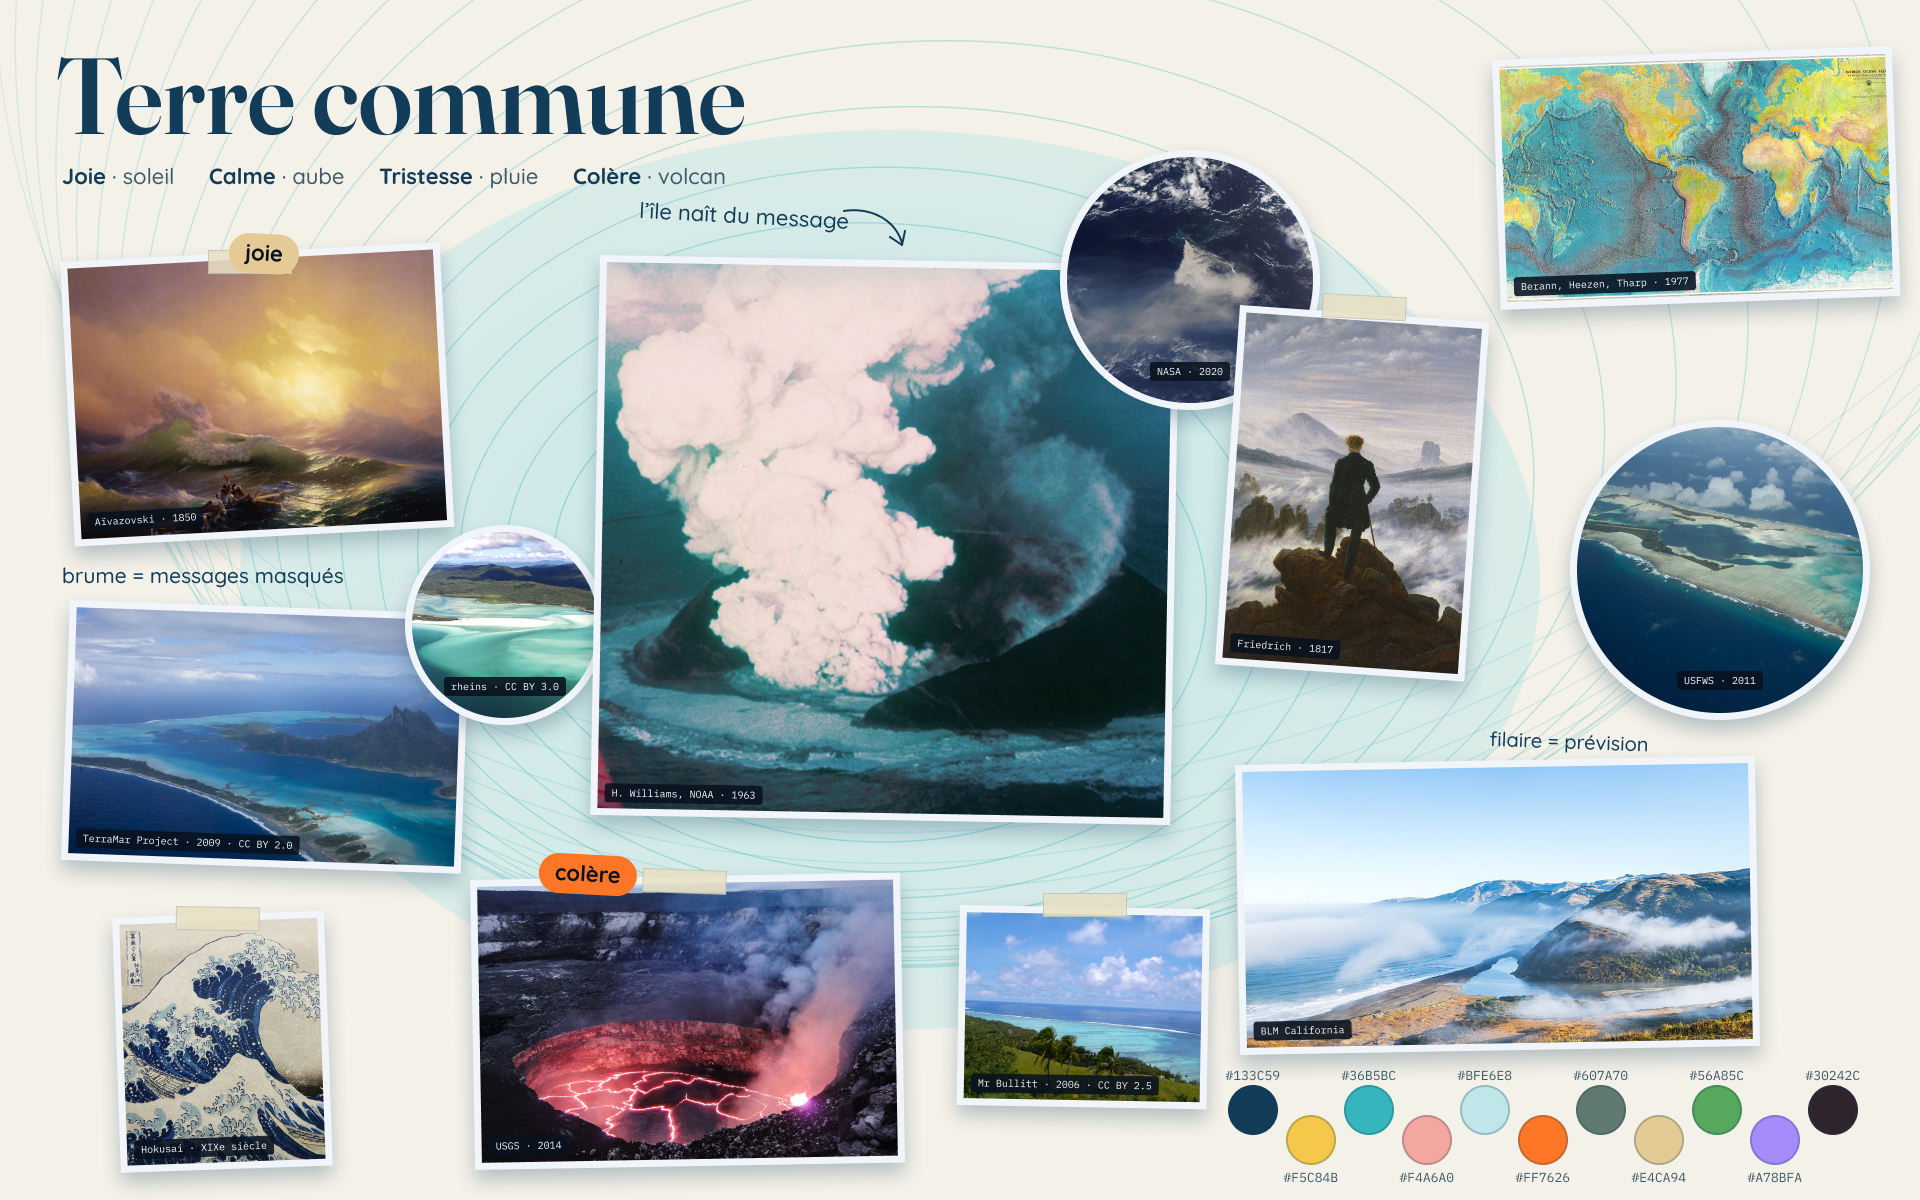 Terre commune
Joie · soleil Calme · aube Tristesse · pluie Colère · volcan
l'île naît du message
joie
Aïvazovski · 1850
NASA · 2020
Berann, Heezen, Tharp · 1977
brume = messages masqués
rheins · CC BY 3.0
TerraMar Project · 2009 · CC BY 2.0
H. Williams, NOAA · 1963
Friedrich · 1817
USFWS · 2011
filaire = prévision
BLM California
colère
Hokusai · XIXe siècle
USGS · 2014
Mr Bullitt · 2006 · CC BY 2.5
#133C59 #36B5BC #BFE6E8 #607A70 #56A85C #30242C
#F5C84B #F4A6A0 #FF7626 #E4CA94 #A78BFA